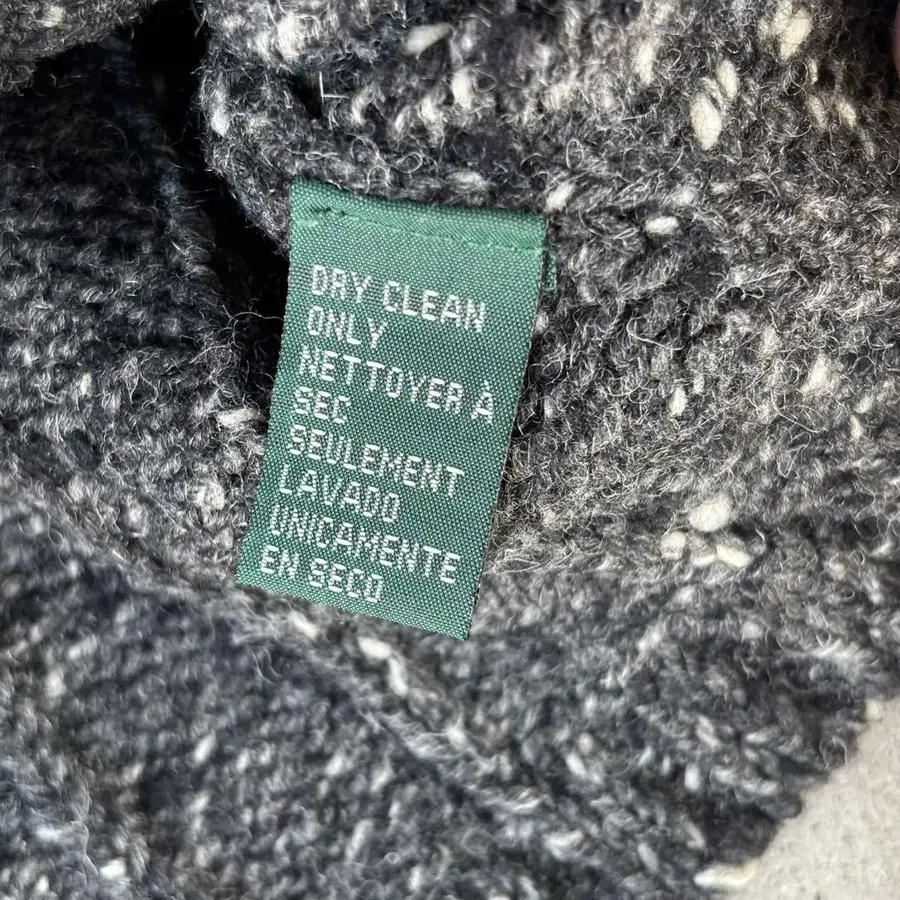 DRY CLEAN
ONLY
NETTOYER À
SEC
SEULEMENT
LAVADO
UNICAMENTE
EN SECO